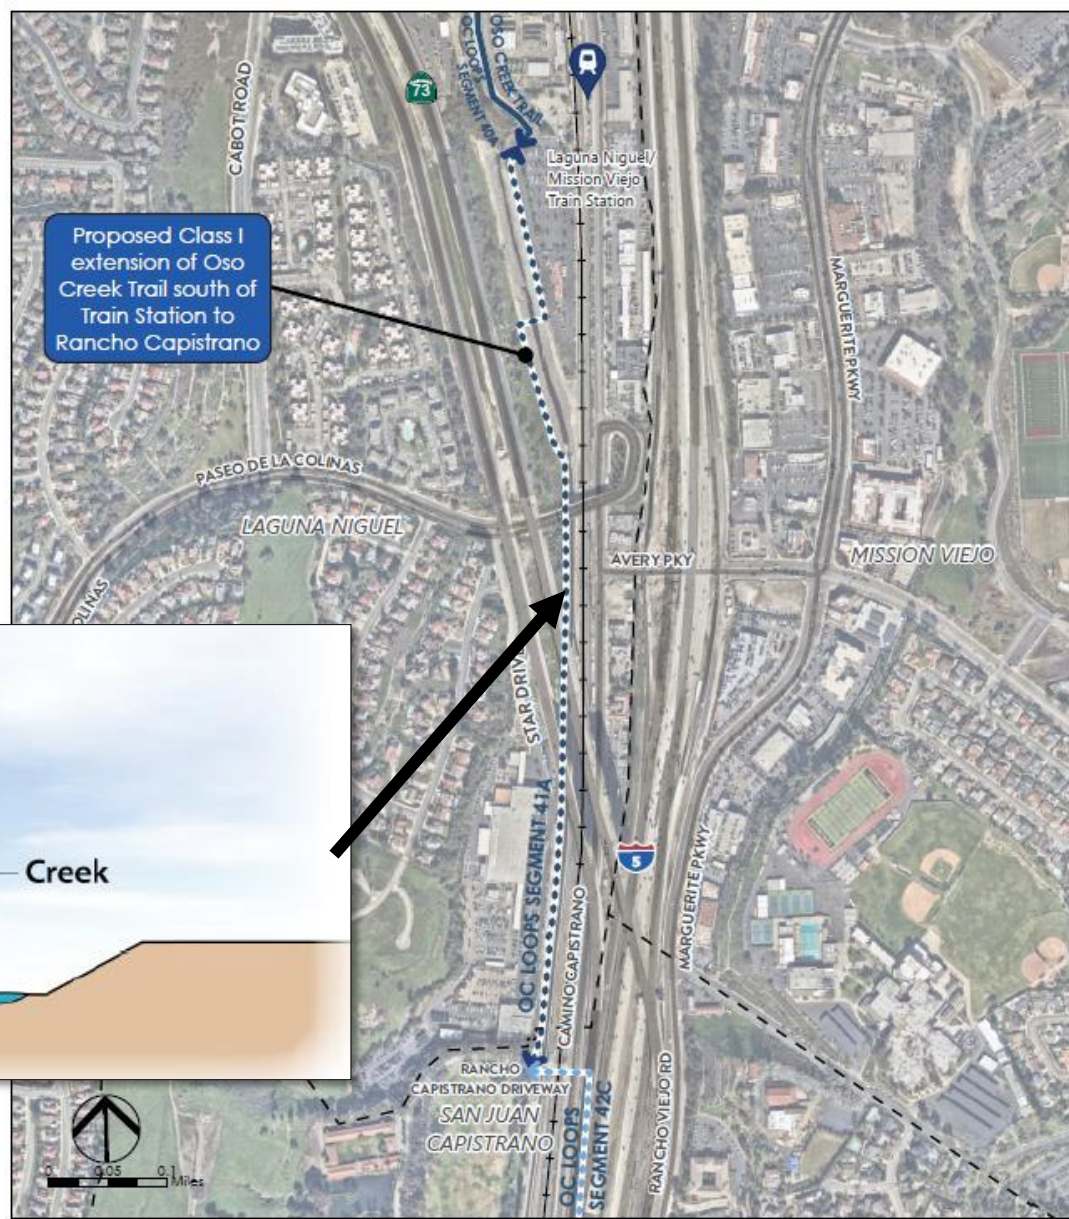 OSO CREEK TRAIL
OC LOOPS
SEGMENT 40A
73
CABOT ROAD
Laguna Niguel/
Mission Viejo
Train Station
Proposed Class I
extension of Oso
Creek Trail south of
Train Station to
Rancho Capistrano
MARGUERITE PKWY
PASEO DE LA COLINAS
LAGUNA NIGUEL
AVERY PKY
MISSION VIEJO
OLINAS
STAR DRIVE
OC LOOPS SEGMENT 41A
5
Creek
MARGUERITE PKWY
CAMINO CAPISTRANO
RANCHO
CAPISTRANO DRIVEWAY
SAN JUAN
CAPISTRANO
OC LOOPS
SEGMENT 42C
RANCHO VIEJO RD
0 0.05 0.1
Miles